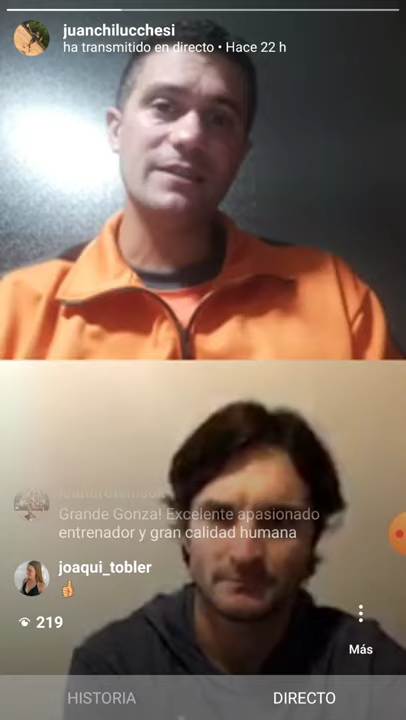 juanchilucchesi
ha transmitido en directo • Hace 22 h
Grande Gonza! Excelente apasionado
entrenador y gran calidad humana
joaqui_tobler
219
Más
HISTORIA
DIRECTO